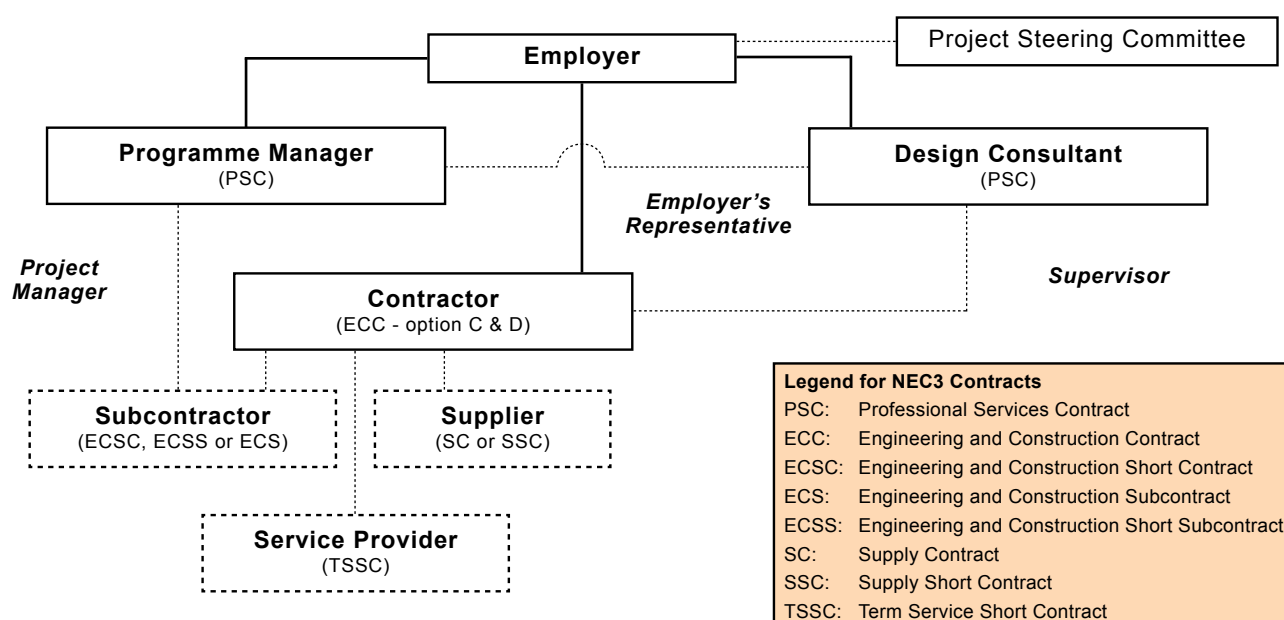 Employer
Project Steering Committee
Programme Manager
(PSC)
Design Consultant
(PSC)
Employer’s
Representative
Project
Manager
Supervisor
Contractor
(ECC - option C & D)
Subcontractor
(ECSC, ECSS or ECS)
Supplier
(SC or SSC)
Service Provider
(TSSC)
Legend for NEC3 Contracts
PSC: Professional Services Contract
ECC: Engineering and Construction Contract
ECSC: Engineering and Construction Short Contract
ECS: Engineering and Construction Subcontract
ECSS: Engineering and Construction Short Subcontract
SC: Supply Contract
SSC: Supply Short Contract
TSSC: Term Service Short Contract